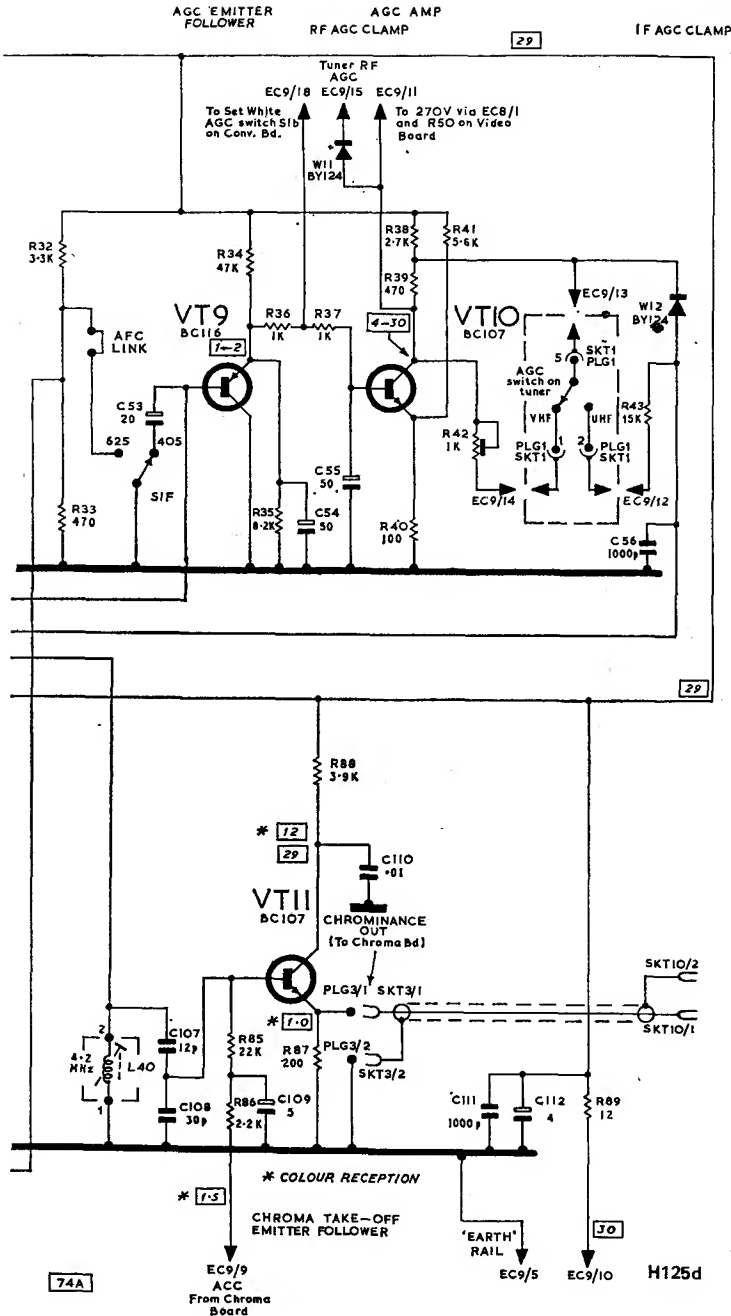 AGC EMITTER
FOLLOWER
RF AGC CLAMP
AGC AMP
29
IF AGC CLAMP
Tuner RF
AGC
EC9/18
EC9/15
EC9/11
To Set White
AGC switch S1b
on Conv. Bd.
To 270V via EC8/1
and R50 on Video
Board
W11
BY124
R32
3·3K
R34
47K
R38
2·7K
R41
5·6K
R39
470
EC9/13
W12
BY124
VT9
BC116
R36
1K
R37
1K
4-30
VT10
BC107
AFC
LINK
1-2
SKT1
PLG1
5
AGC
switch on
tuner
C53
20
VHF
UHF
R43
15K
625
405
R42
1K
PLG1
SKT1
1
2
PLG1
SKT1
S1F
C55
50
R33
470
R35
8·2K
C54
50
R40
100
EC9/14
EC9/12
C56
1000p
29
R88
3·9K
* 12
29
C110
·01
VT11
BC107
CHROMINANCE
OUT
(To Chroma Bd)
SKT10/2
PLG3/1
SKT3/1
SKT10/1
* 1·0
2
C107
12p
4·2
MHz
L40
R85
22K
R87
200
PLG3/2
SKT3/2
1
C108
30p
R86
2·2K
C109
5
C111
1000p
C112
4
R89
12
* COLOUR RECEPTION
* 1·5
CHROMA TAKE-OFF
EMITTER FOLLOWER
'EARTH'
RAIL
30
74A
EC9/9
ACC
From Chroma
Board
EC9/5
EC9/10
H125d